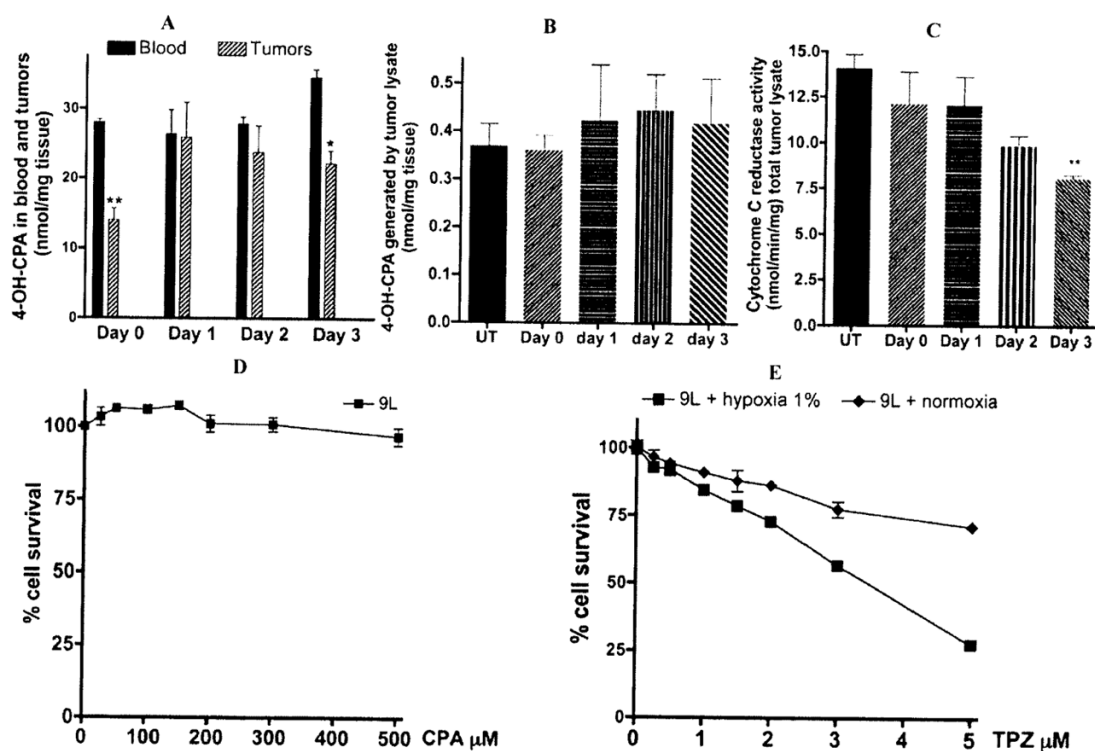 A
Blood Tumors
4-OH-CPA in blood and tumors
(nmol/mg tissue)
30
20
10
0
**
*
Day 0 Day 1 Day 2 Day 3
B
4-OH-CPA generated by tumor lysate
(nmol/mg tissue)
0.5
0.4
0.3
0.2
0.1
0.0
UT Day 0 day 1 day 2 day 3
C
Cytochrome C reductase activity
(nmol/min/mg) total tumor lysate
15.0
12.5
10.0
7.5
5.0
2.5
0.0
**
UT Day 0 Day 1 Day 2 Day 3
D
9L
% cell survival
100
75
50
25
0
0 100 200 300 400 500 CPA µM
E
9L + hypoxia 1% 9L + normoxia
% cell survival
100
75
50
25
0
0 1 2 3 4 5 TPZ µM